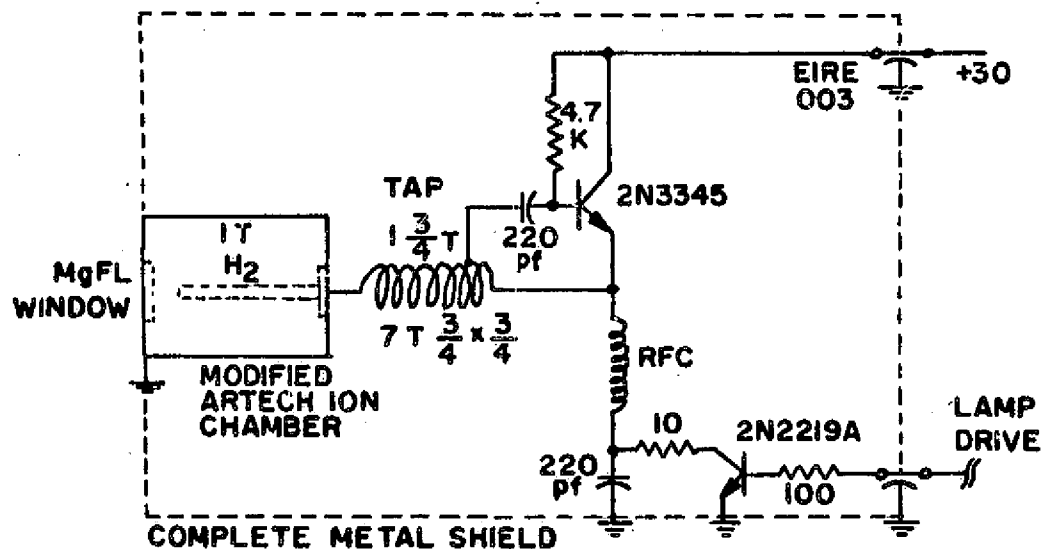 EIRE
003
+30
4.7
K
2N3345
TAP
1 3/4 T
220
pf
1T
H2
MgFL
WINDOW
7 T 3/4 x 3/4
RFC
MODIFIED
ARTECH ION
CHAMBER
LAMP
DRIVE
10
2N2219A
220
pf
100
COMPLETE METAL SHIELD